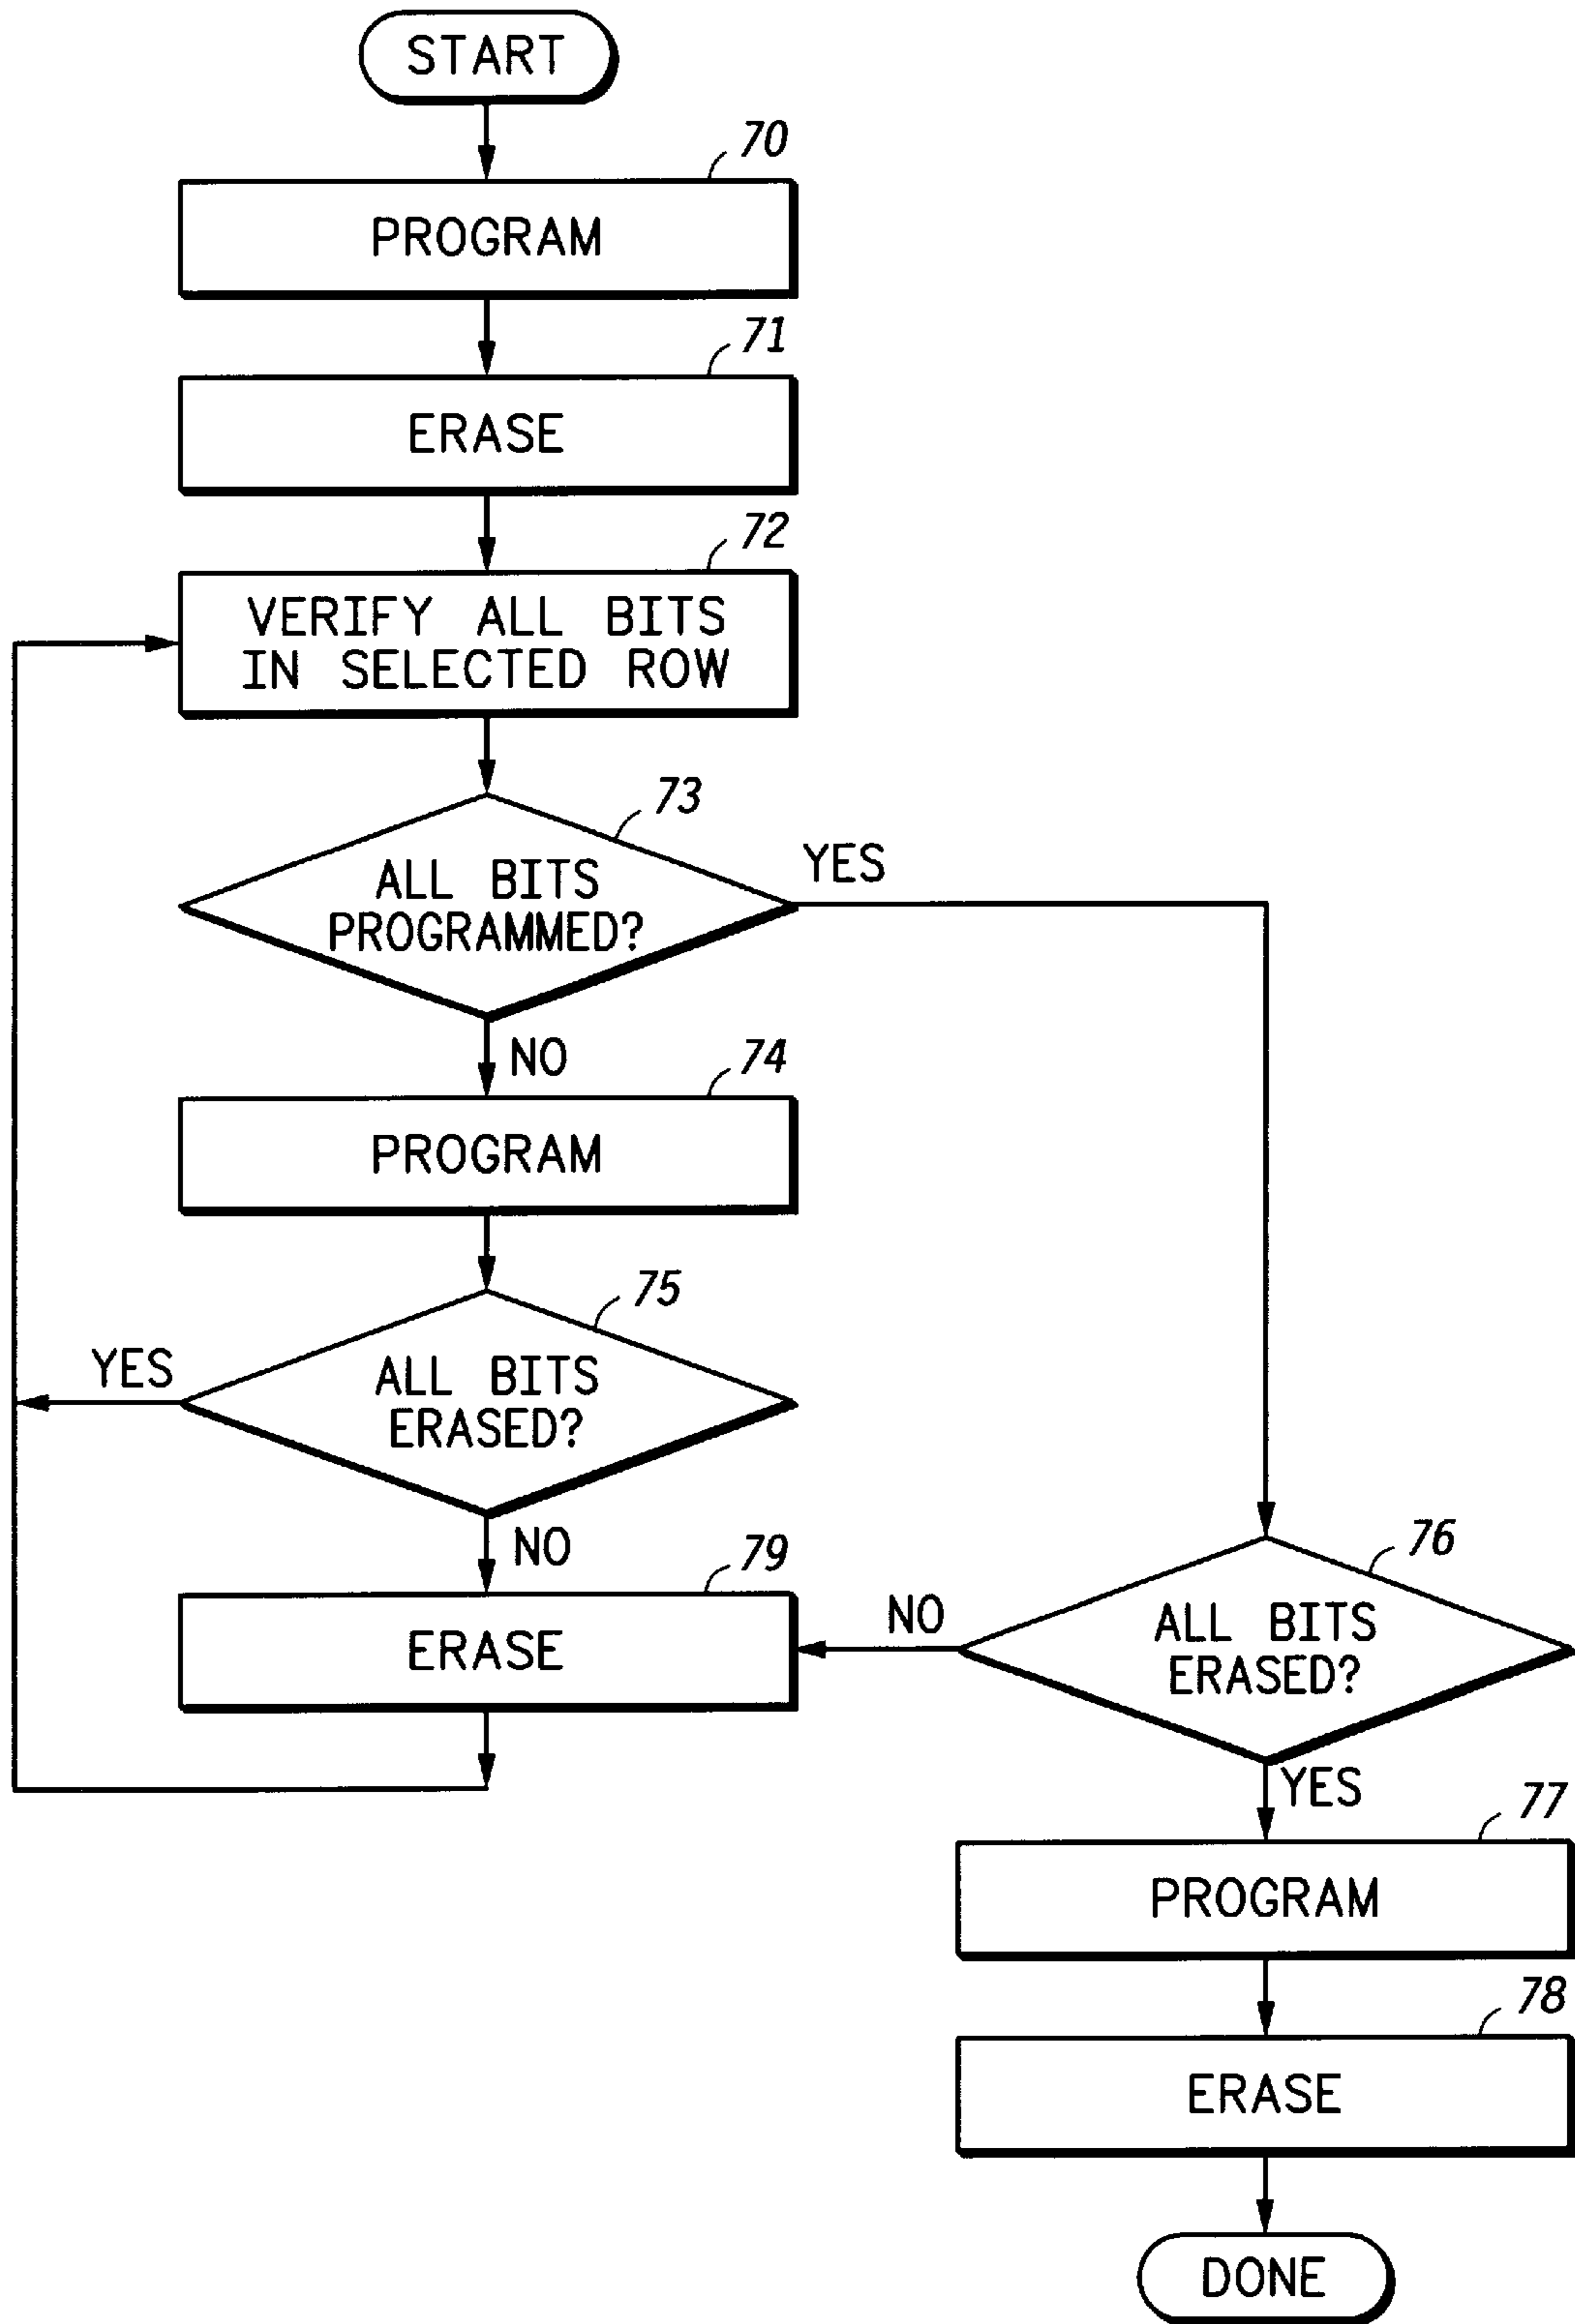 START
70
PROGRAM
71
ERASE
72
VERIFY ALL BITS
IN SELECTED ROW
73
ALL BITS
PROGRAMMED?
YES
NO
74
PROGRAM
75
ALL BITS
ERASED?
YES
NO
79
ERASE
76
ALL BITS
ERASED?
NO
YES
77
PROGRAM
78
ERASE
DONE